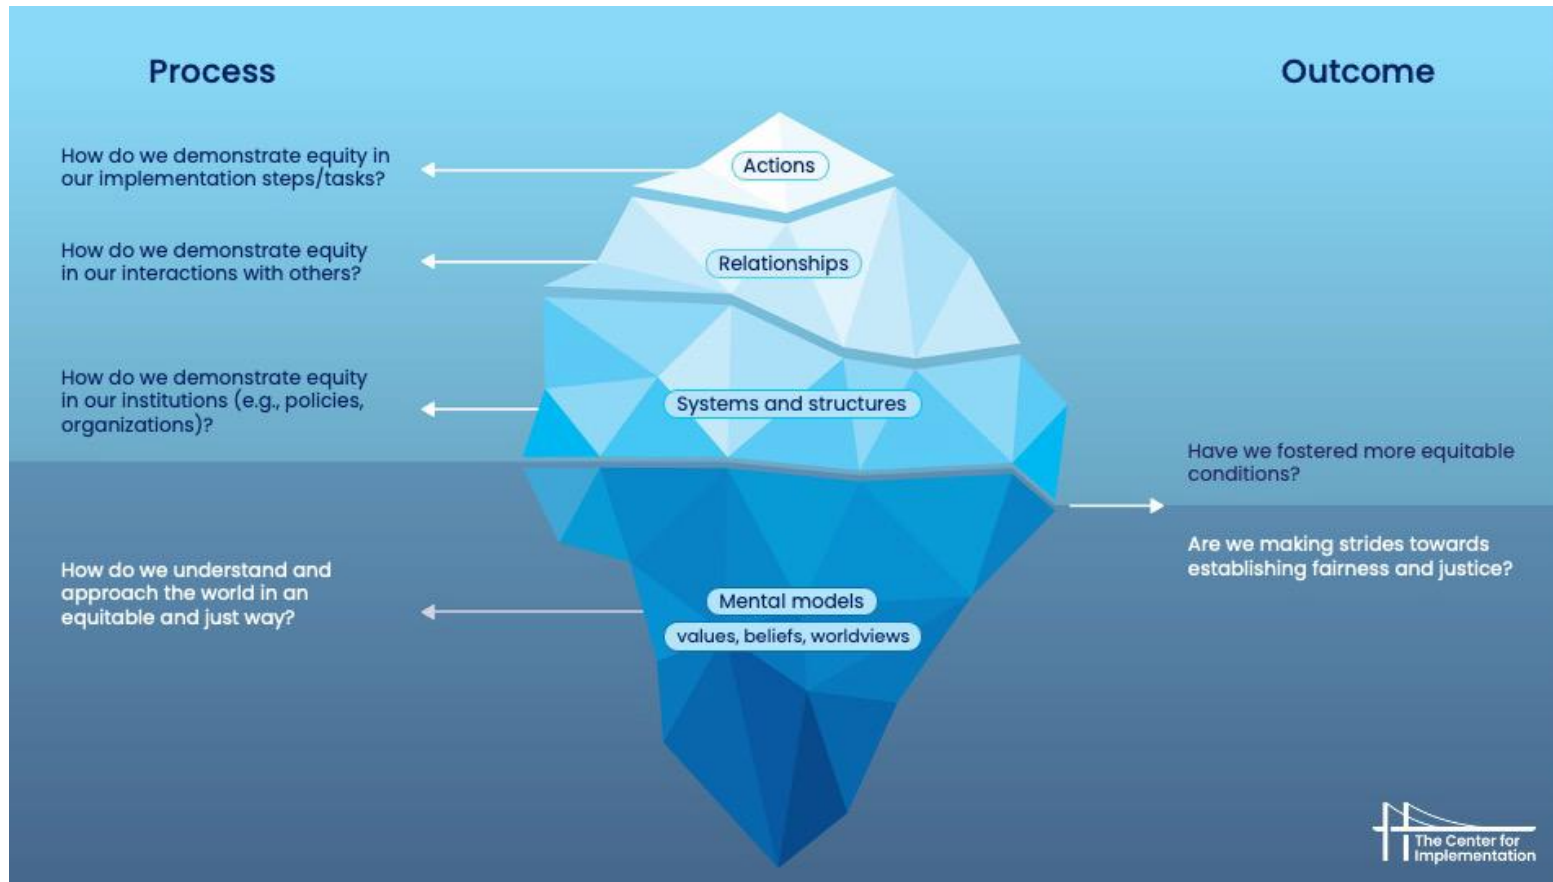 Process
Outcome
How do we demonstrate equity in
our implementation steps/tasks?
Actions
How do we demonstrate equity
in our interactions with others?
Relationships
How do we demonstrate equity
in our institutions (e.g., policies,
organizations)?
Systems and structures
Have we fostered more equitable
conditions?
Are we making strides towards
establishing fairness and justice?
How do we understand and
approach the world in an
equitable and just way?
Mental models
values, beliefs, worldviews
The Center for
Implementation